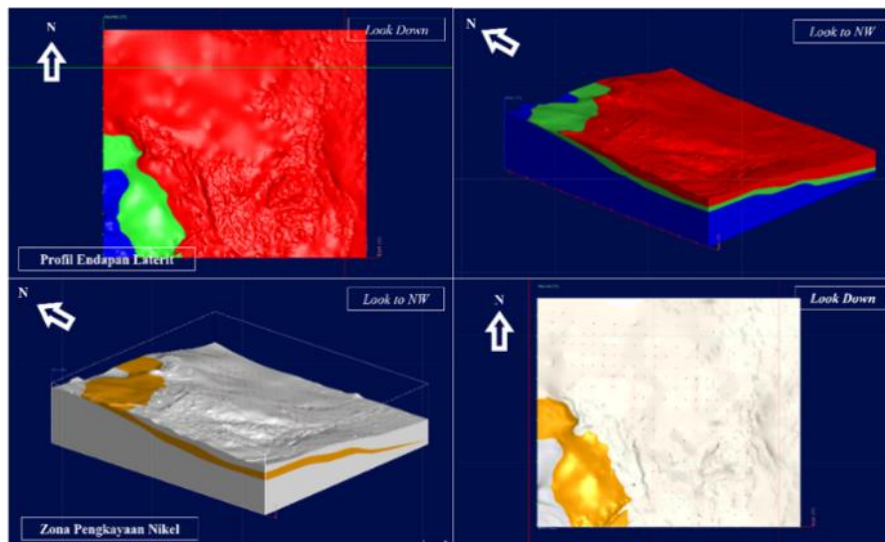 N
Look Down
N
Look to NW
Profil Endapan Laterit
N
Look to NW
N
Look Down
Zona Pengkayaan Nikel